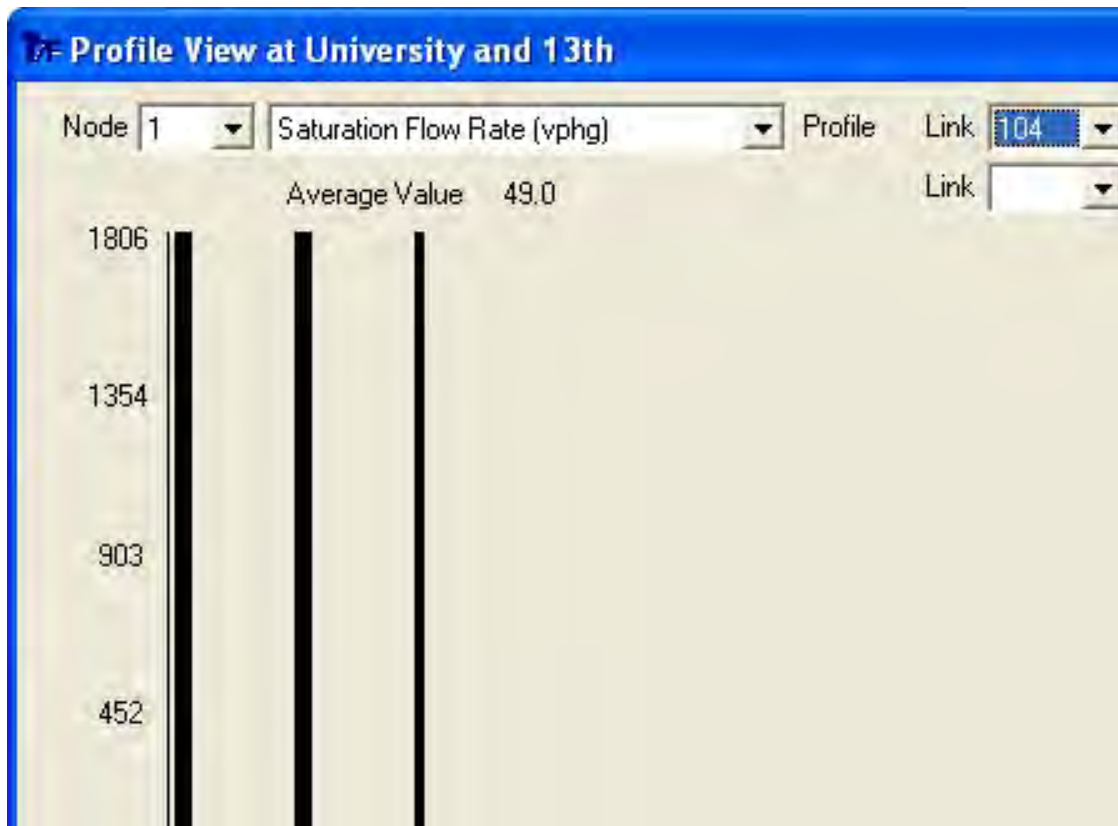 T7F Profile View at University and 13th
Node 1 Saturation Flow Rate (vphg) Profile Link 104
Average Value 49.0 Link
1806
1354
903
452